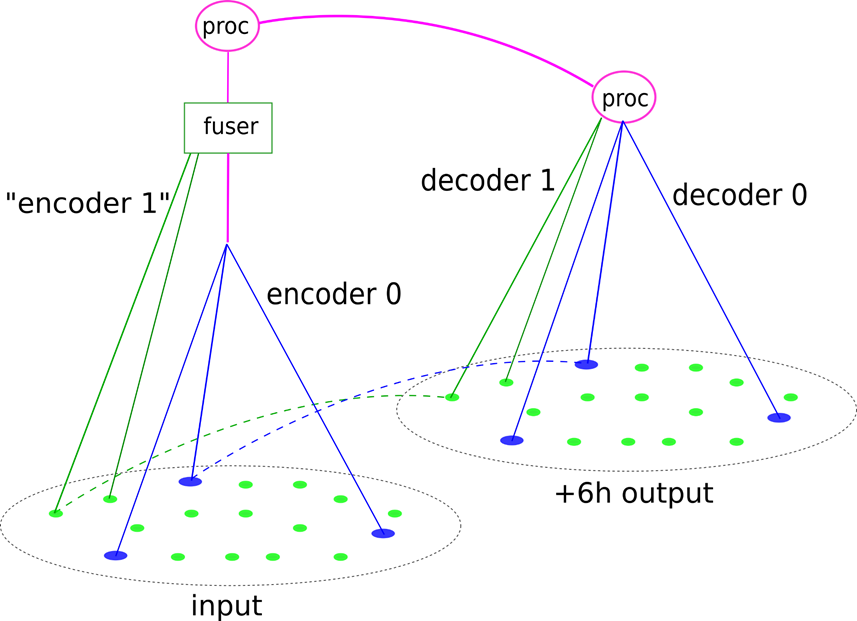 proc
proc
fuser
decoder 1
"encoder 1"
decoder 0
encoder 0
+6h output
input